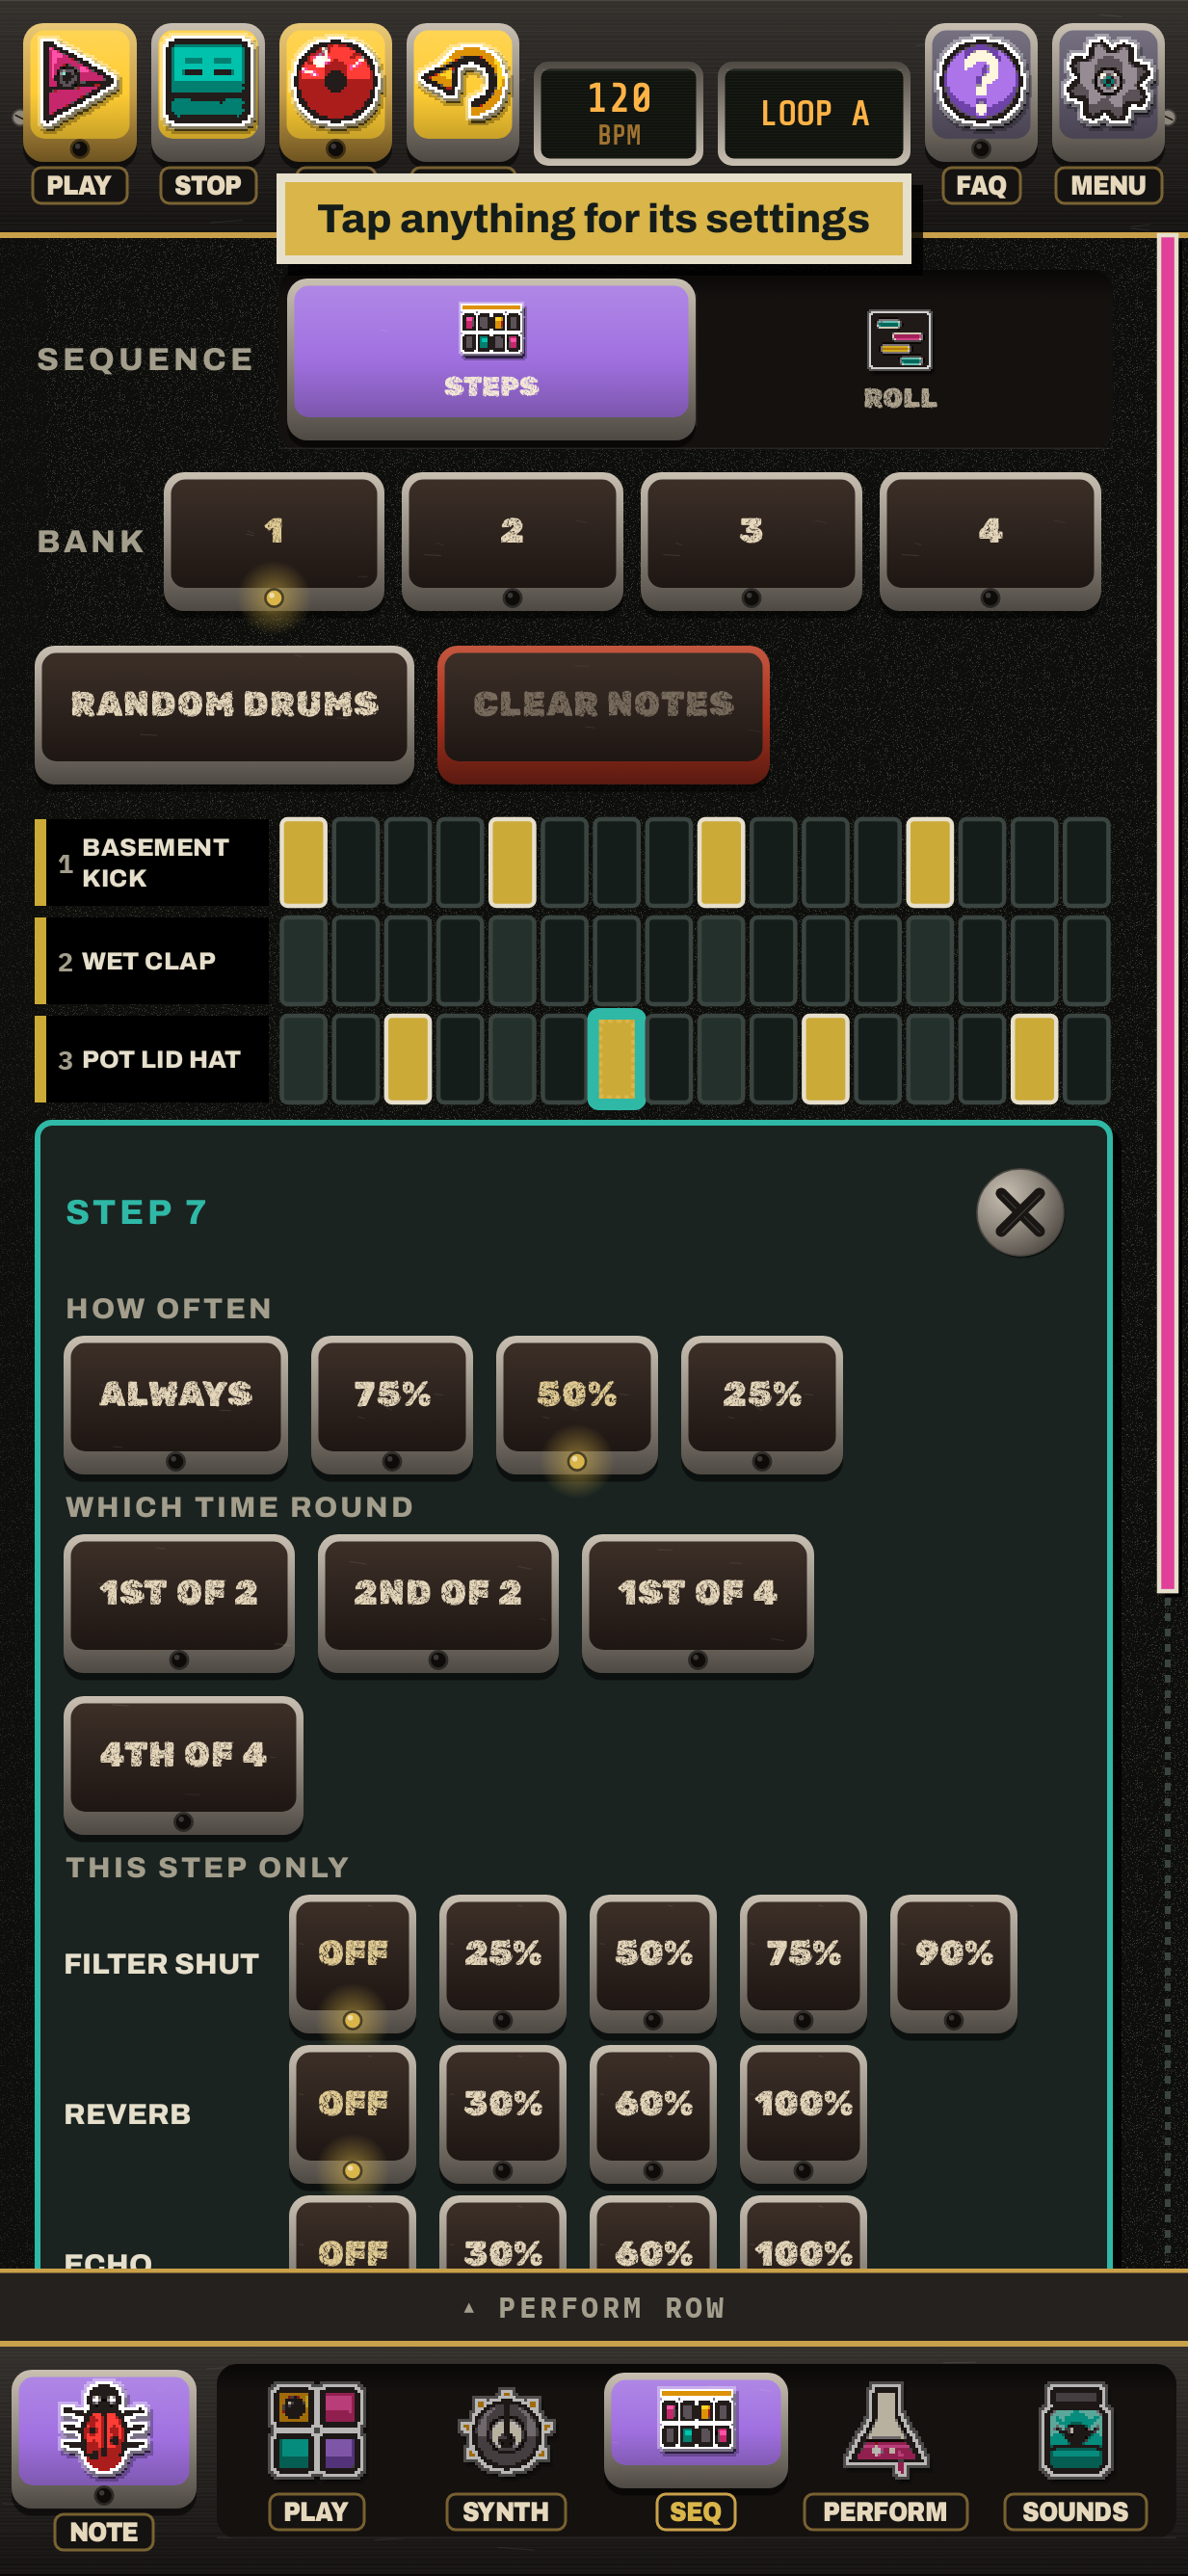 120
BPM
LOOP A
PLAY
STOP
FAQ
MENU
Tap anything for its settings
SEQUENCE
STEPS
ROLL
BANK
1
2
3
4
RANDOM DRUMS
CLEAR NOTES
1 BASEMENT
KICK
2 WET CLAP
3 POT LID HAT
STEP 7
HOW OFTEN
ALWAYS
75%
50%
25%
WHICH TIME ROUND
1ST OF 2
2ND OF 2
1ST OF 4
4TH OF 4
THIS STEP ONLY
FILTER SHUT
OFF
25%
50%
75%
90%
REVERB
OFF
30%
60%
100%
ECHO
OFF
30%
60%
100%
▲ PERFORM ROW
NOTE
PLAY
SYNTH
SEQ
PERFORM
SOUNDS